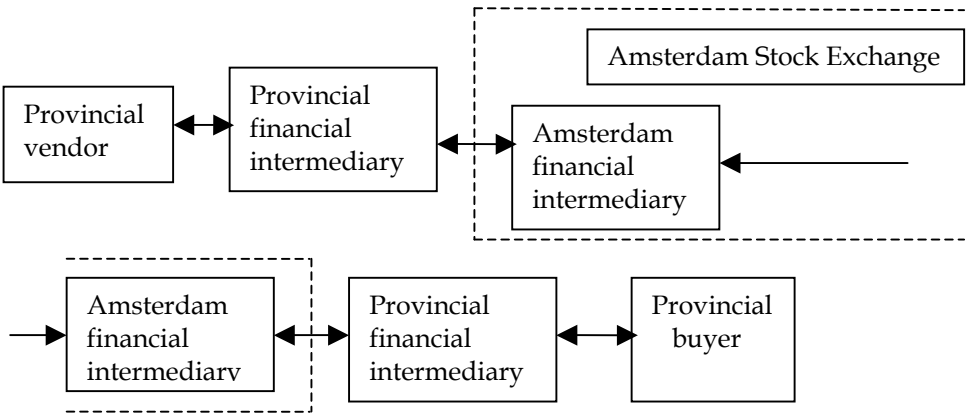 Amsterdam Stock Exchange
Provincial
vendor
Provincial
financial
intermediary
Amsterdam
financial
intermediary
Amsterdam
financial
intermediary
Provincial
financial
intermediary
Provincial
buyer